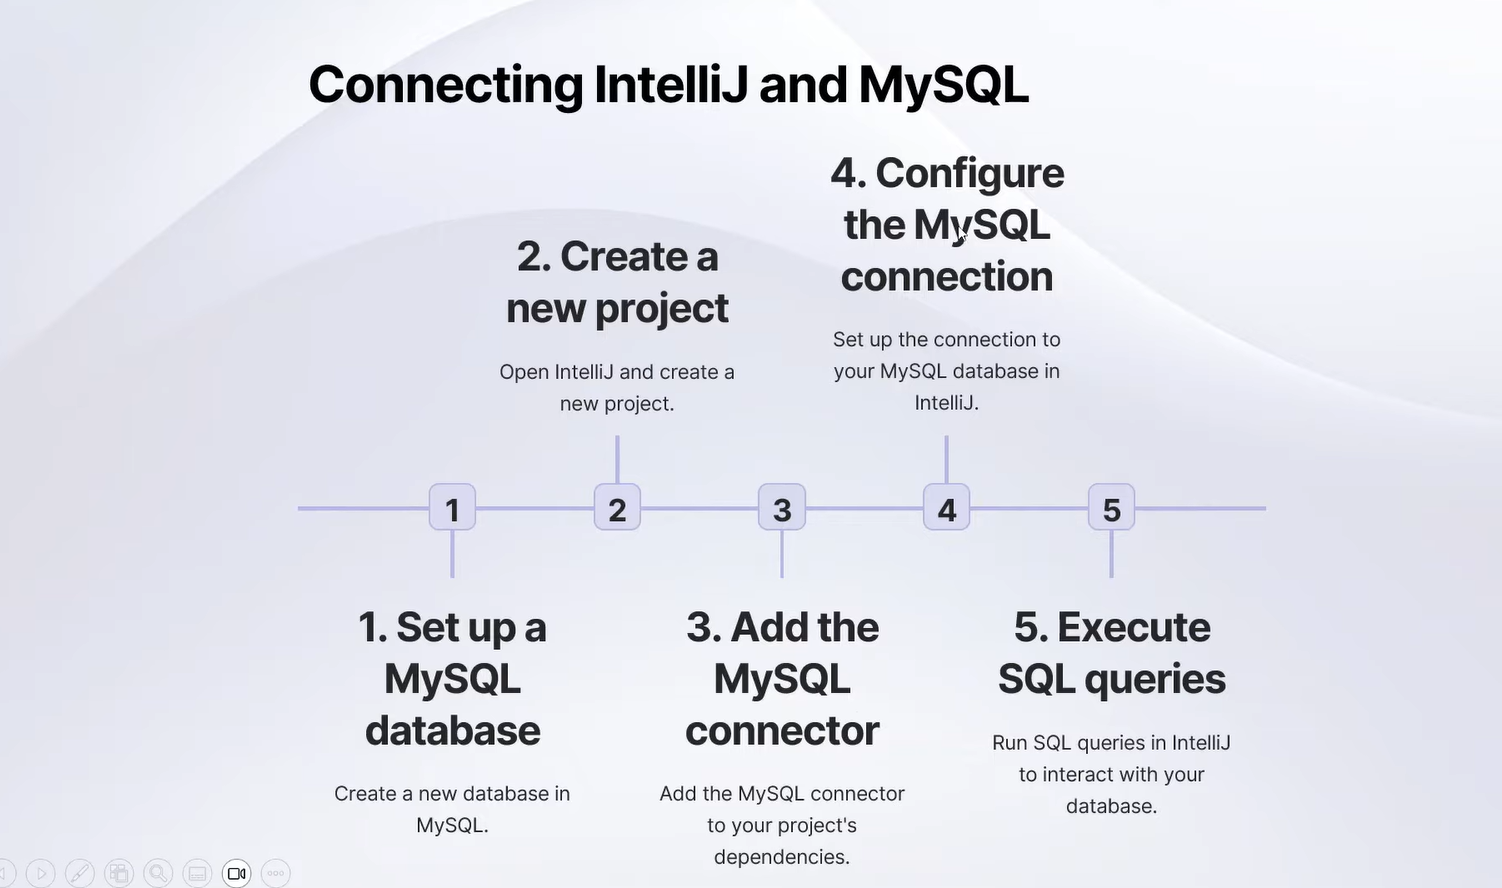 Connecting IntelliJ and MySQL
4. Configure
the MySQL
connection
Set up the connection to
your MySQL database in
IntelliJ.
2. Create a
new project
Open IntelliJ and create a
new project.
1
2
3
4
5
1. Set up a
MySQL
database
Create a new database in
MySQL.
3. Add the
MySQL
connector
Add the MySQL connector
to your project's
dependencies.
5. Execute
SQL queries
Run SQL queries in IntelliJ
to interact with your
database.